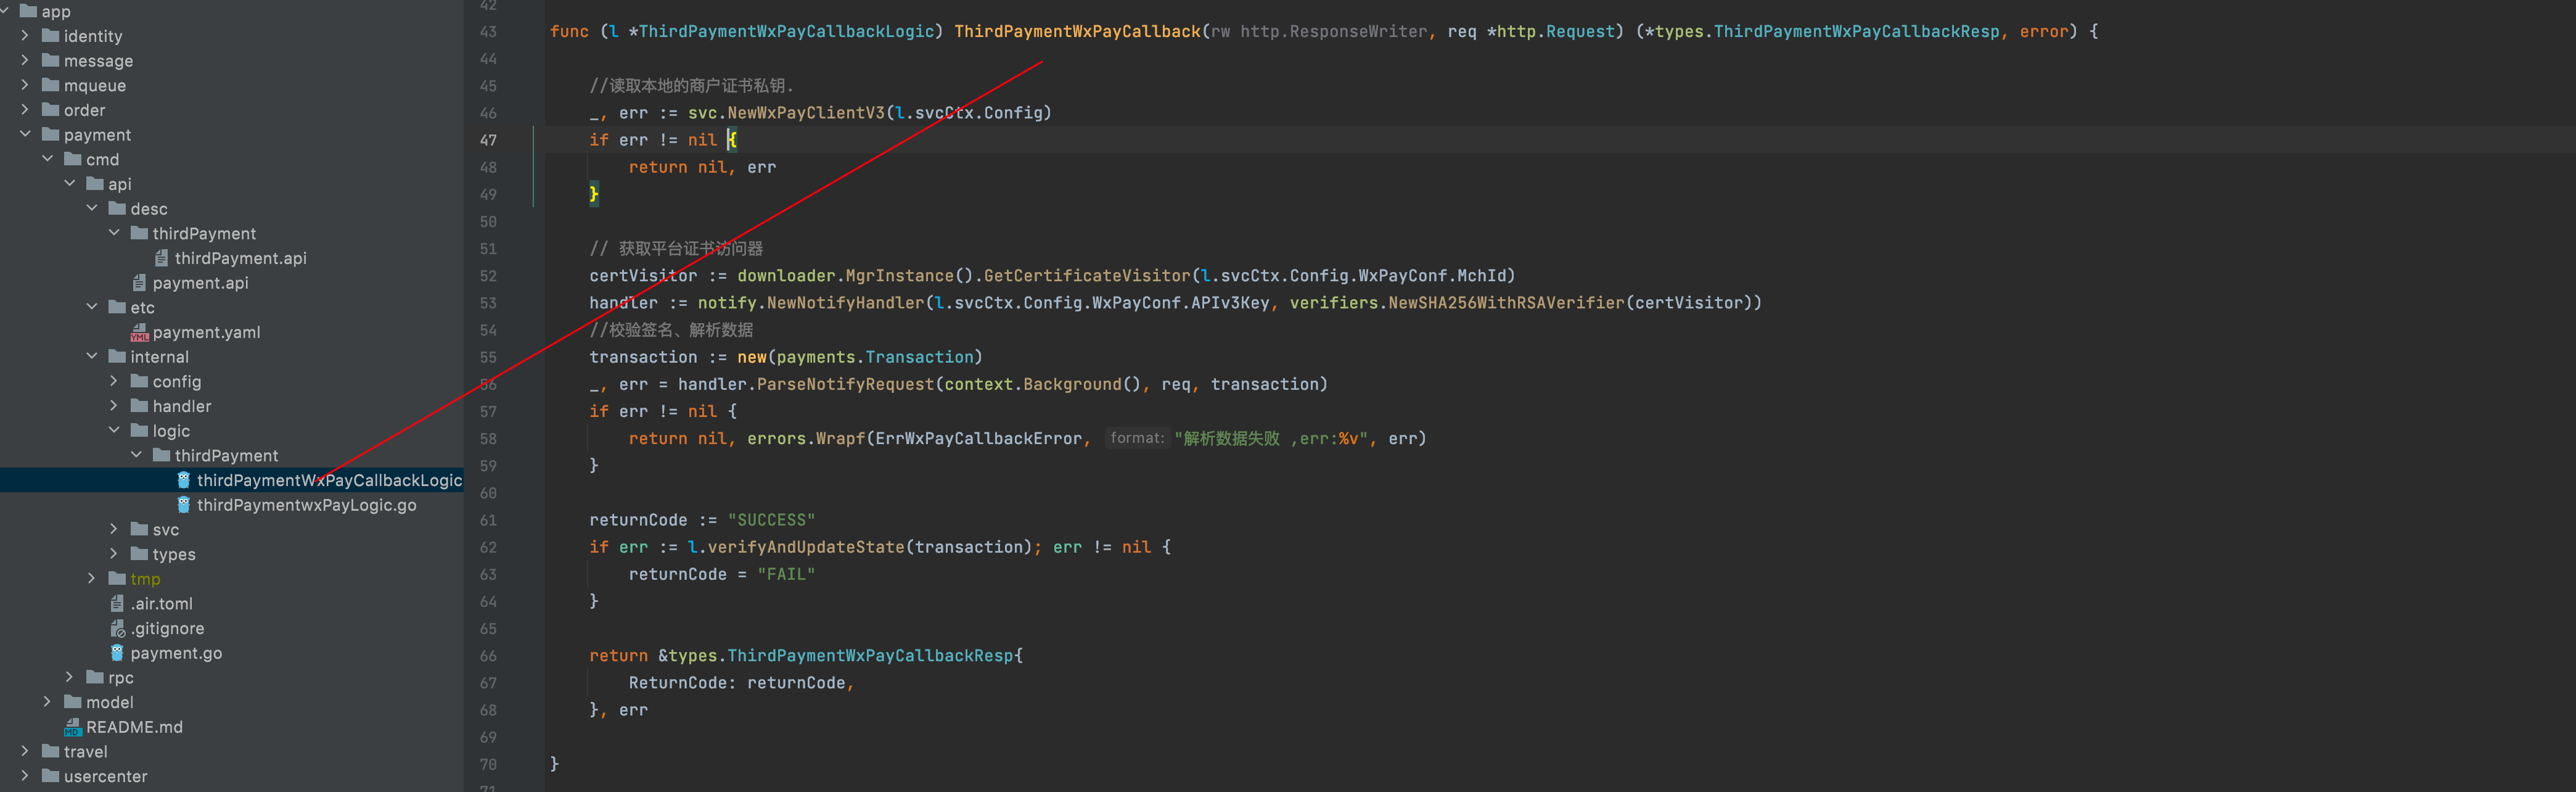 app
identity
message
mqueue
order
payment
cmd
api
desc
thirdPayment
thirdPayment.api
payment.api
etc
payment.yaml
internal
config
handler
logic
thirdPayment
thirdPaymentWxPayCallbackLogic
thirdPaymentwxPayLogic.go
svc
types
tmp
.air.toml
.gitignore
payment.go
rpc
model
README.md
travel
usercenter
42
43 func (l *ThirdPaymentWxPayCallbackLogic) ThirdPaymentWxPayCallback(rw http.ResponseWriter, req *http.Request) (*types.ThirdPaymentWxPayCallbackResp, error) {
44
45 //读取本地的商户证书私钥.
46 _, err := svc.NewWxPayClientV3(l.svcCtx.Config)
47 if err != nil {
48 return nil, err
49 }
50
51 // 获取平台证书访问器
52 certVisitor := downloader.MgrInstance().GetCertificateVisitor(l.svcCtx.Config.WxPayConf.MchId)
53 handler := notify.NewNotifyHandler(l.svcCtx.Config.WxPayConf.APIv3Key, verifiers.NewSHA256WithRSAVerifier(certVisitor))
54 //校验签名、解析数据
55 transaction := new(payments.Transaction)
56 _, err = handler.ParseNotifyRequest(context.Background(), req, transaction)
57 if err != nil {
58 return nil, errors.Wrapf(ErrWxPayCallbackError, format: "解析数据失败 ,err:%v", err)
59 }
60
61 returnCode := "SUCCESS"
62 if err := l.verifyAndUpdateState(transaction); err != nil {
63 returnCode = "FAIL"
64 }
65
66 return &types.ThirdPaymentWxPayCallbackResp{
67 ReturnCode: returnCode,
68 }, err
69
70 }
71